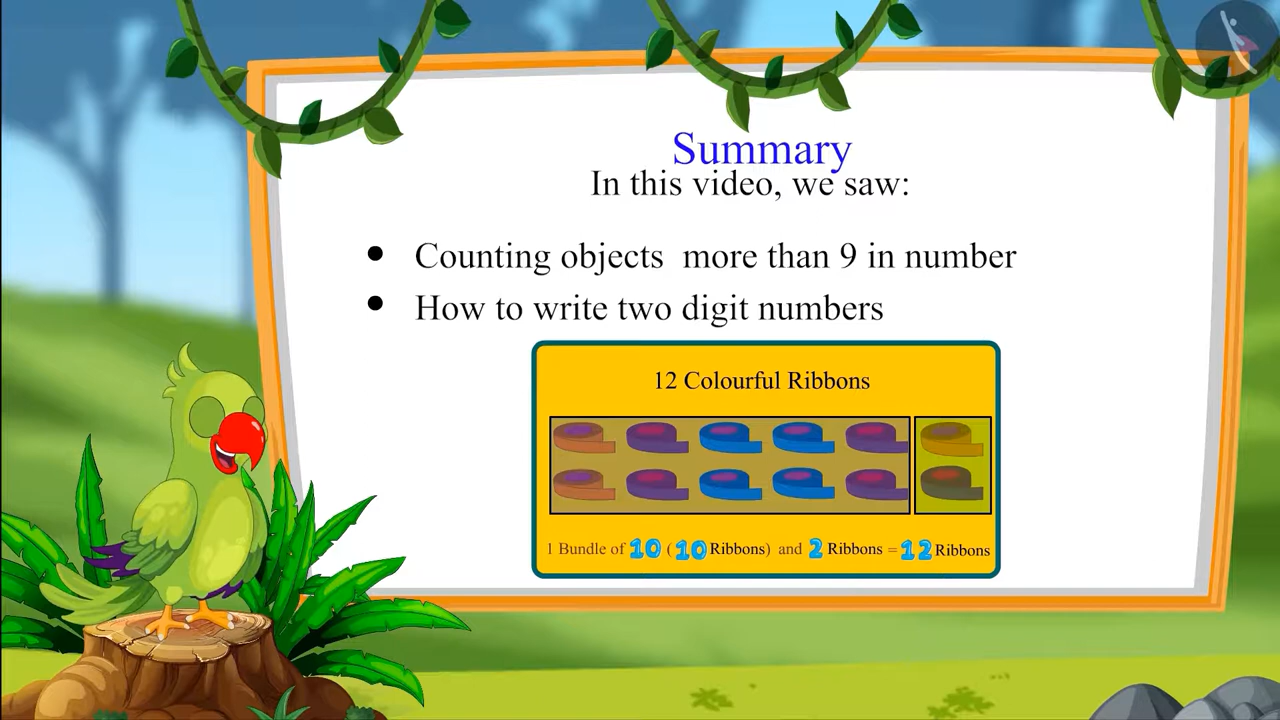 Summary
In this video, we saw:
Counting objects more than 9 in number
How to write two digit numbers
12 Colourful Ribbons
1 Bundle of 10 (10 Ribbons) and 2 Ribbons = 12 Ribbons